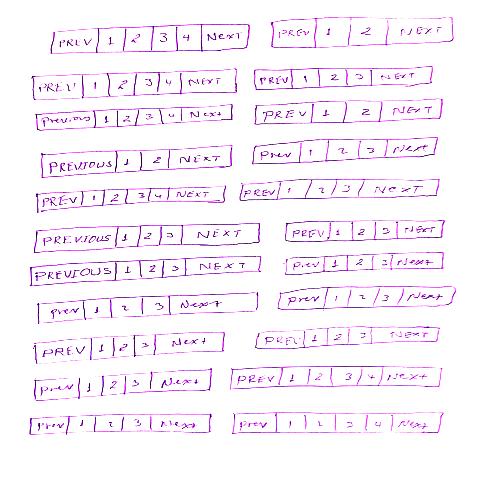 PREV 1 2 3 4 Next PREV 1 2 NEXT
PREV 1 2 3 4 NEXT PREV 1 2 3 NEXT
Previous 1 2 3 4 Next PREV 1 2 NEXT
PREVIOUS 1 2 NEXT Prev 1 2 3 Next
PREV 1 2 3 4 NEXT PREV 1 2 3 NEXT
PREVIOUS 1 2 3 NEXT PREV 1 2 3 NEXT
PREVIOUS 1 2 3 NEXT Prev 1 2 3 Next
Prev 1 2 3 Next Prev 1 2 3 Next
PREV 1 2 3 Next PREV 1 2 3 NEXT
Prev 1 2 3 Next PREV 1 2 3 4 Next
Prev 1 2 3 Next Prev 1 2 3 4 Next